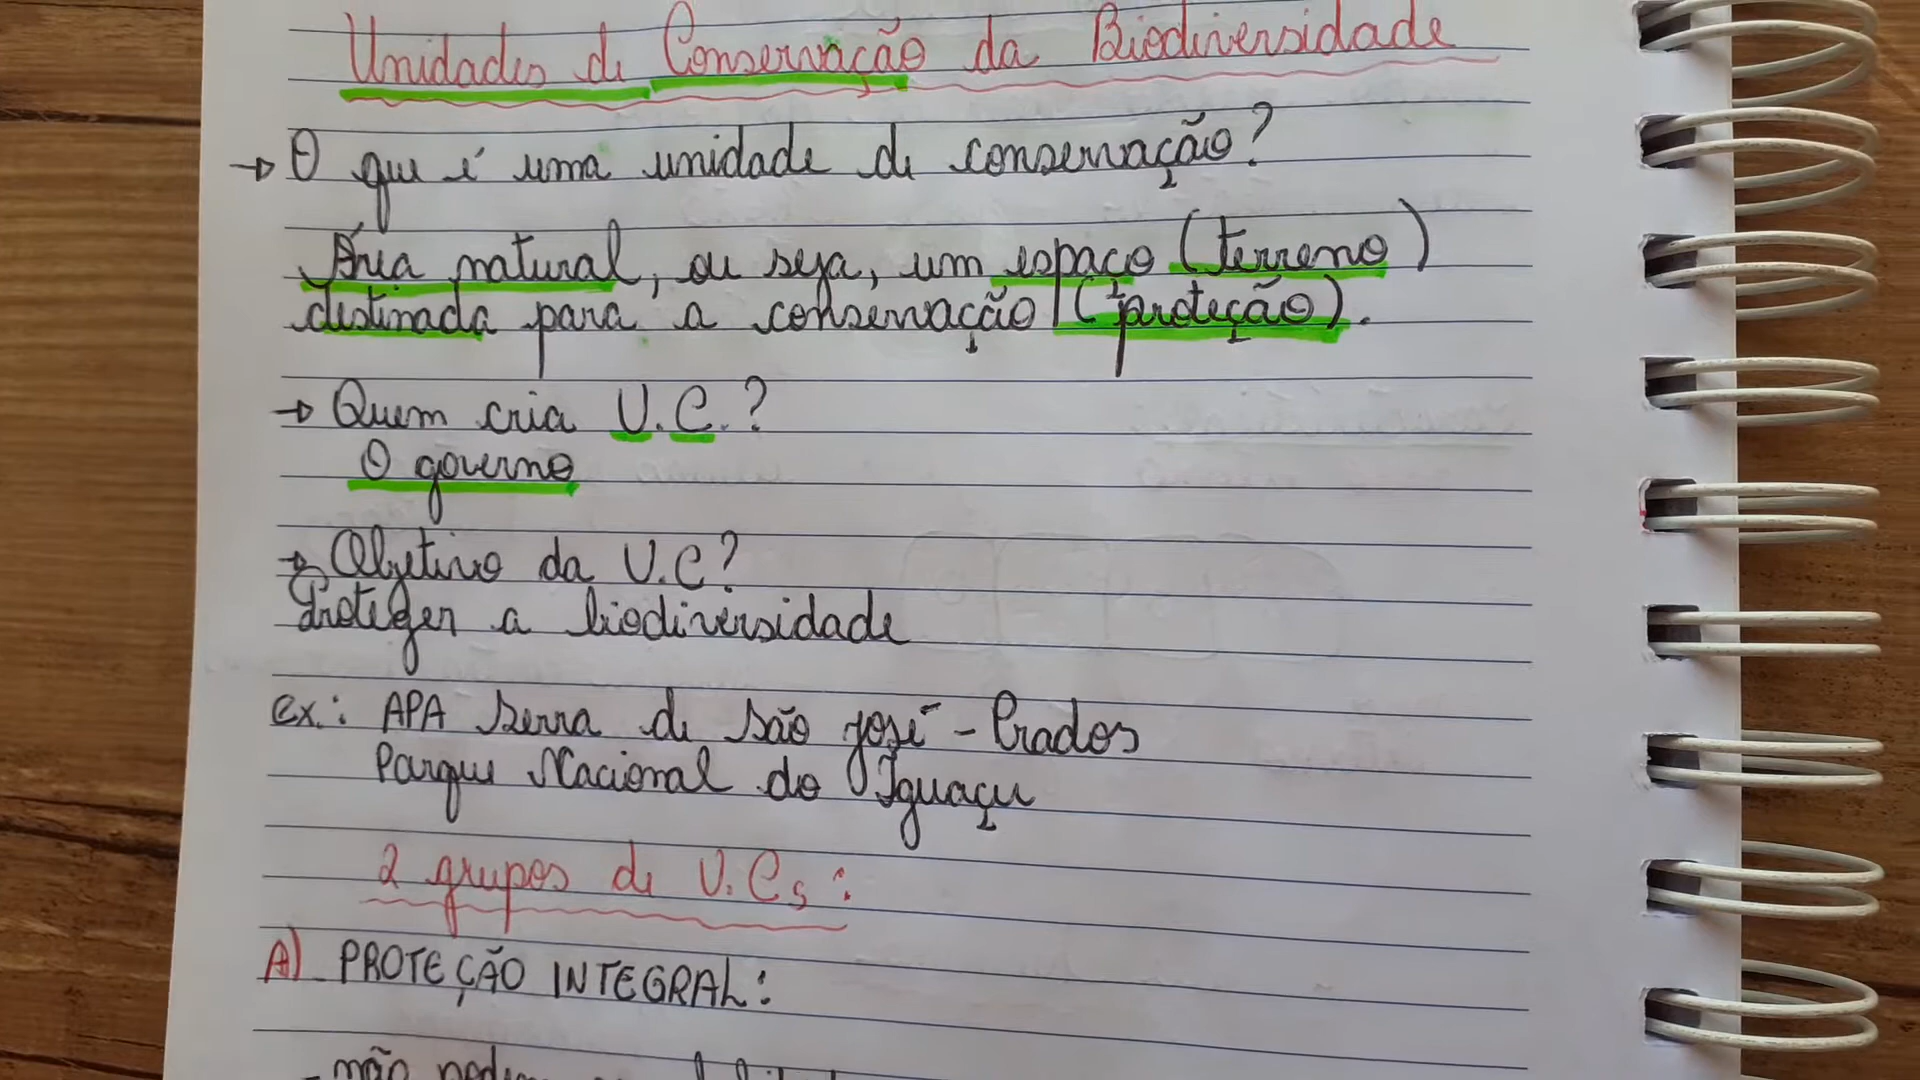 Unidades de Conservação da Biodiversidade
→ O que é uma unidade de conservação?
Área natural, ou seja, um espaço (terreno)
destinada para a conservação (proteção).
→ Quem cria U.C.?
O governo
→ Objetivo da U.C?
Proteger a biodiversidade
Ex.: APA Serra de São José - Prados
Parque Nacional do Iguaçu
2 grupos de U.Cs:
A) PROTEÇÃO INTEGRAL:
- não podem